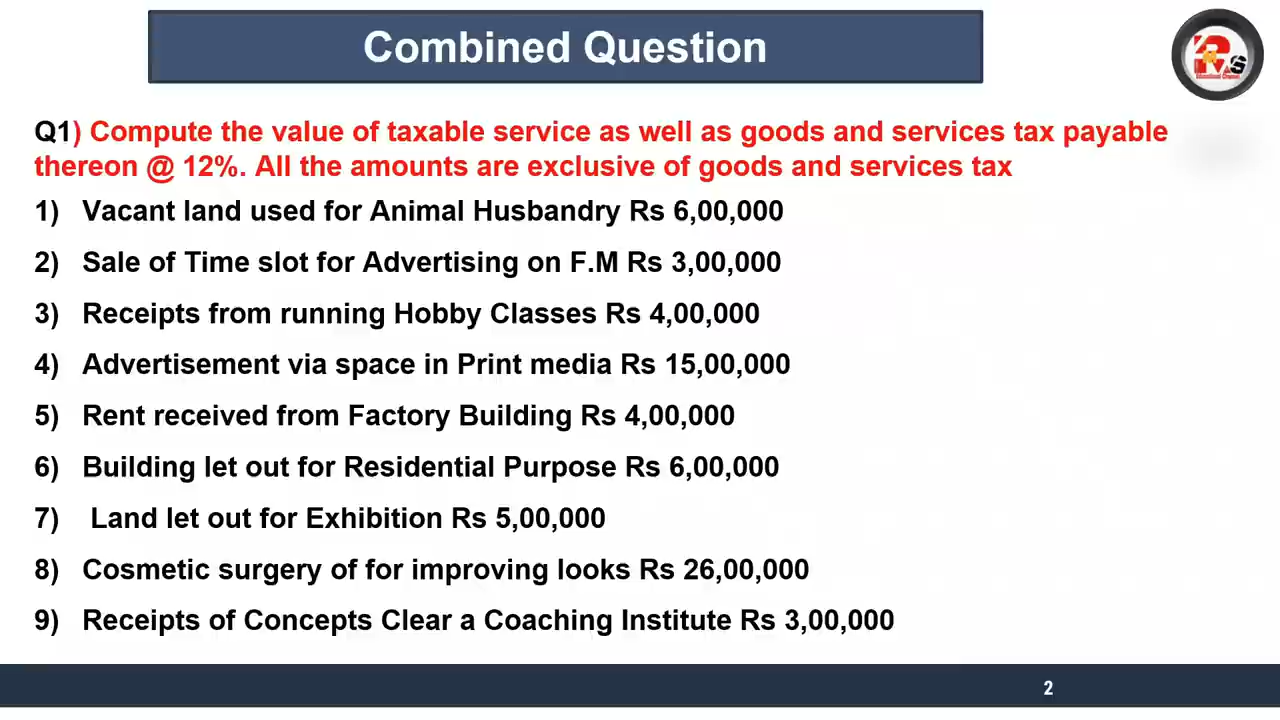 Combined Question
Q1) Compute the value of taxable service as well as goods and services tax payable
thereon @ 12%. All the amounts are exclusive of goods and services tax
1) Vacant land used for Animal Husbandry Rs 6,00,000
2) Sale of Time slot for Advertising on F.M Rs 3,00,000
3) Receipts from running Hobby Classes Rs 4,00,000
4) Advertisement via space in Print media Rs 15,00,000
5) Rent received from Factory Building Rs 4,00,000
6) Building let out for Residential Purpose Rs 6,00,000
7) Land let out for Exhibition Rs 5,00,000
8) Cosmetic surgery of for improving looks Rs 26,00,000
9) Receipts of Concepts Clear a Coaching Institute Rs 3,00,000
2